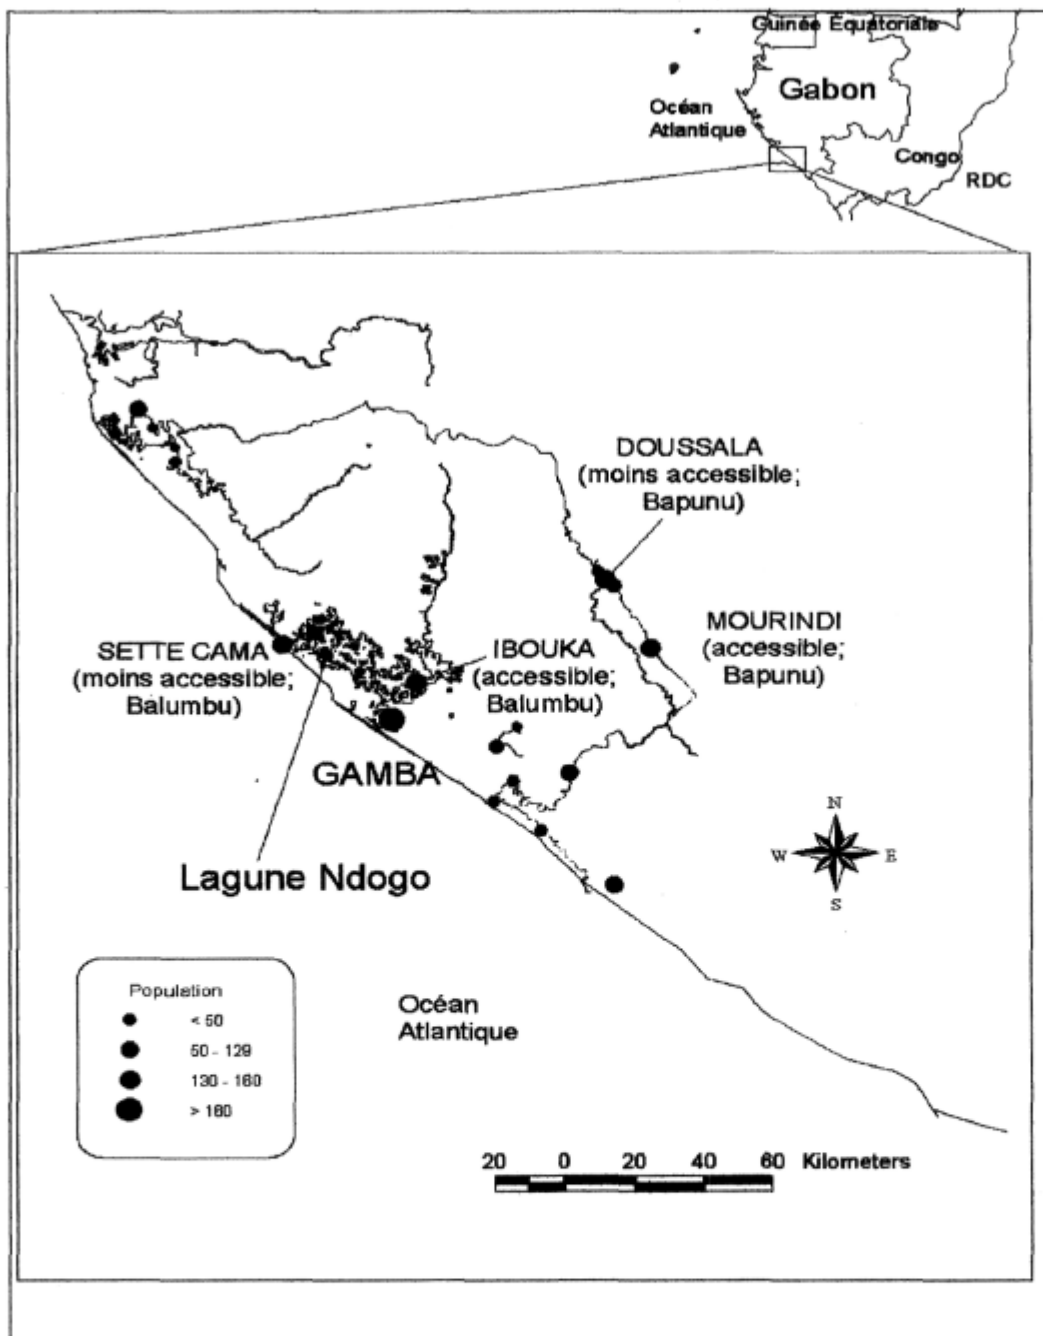 Guinée Équatoriale
Gabon
Océan
Atlantique
Congo
RDC
DOUSSALA
(moins accessible;
Bapunu)
MOURINDI
(accessible;
Bapunu)
SETTE CAMA
(moins accessible;
Balumbu)
IBOUKA
(accessible;
Balumbu)
GAMBA
Lagune Ndogo
N
W E
S
Population
< 50
50 - 129
130 - 160
> 160
Océan
Atlantique
20 0 20 40 60 Kilometers